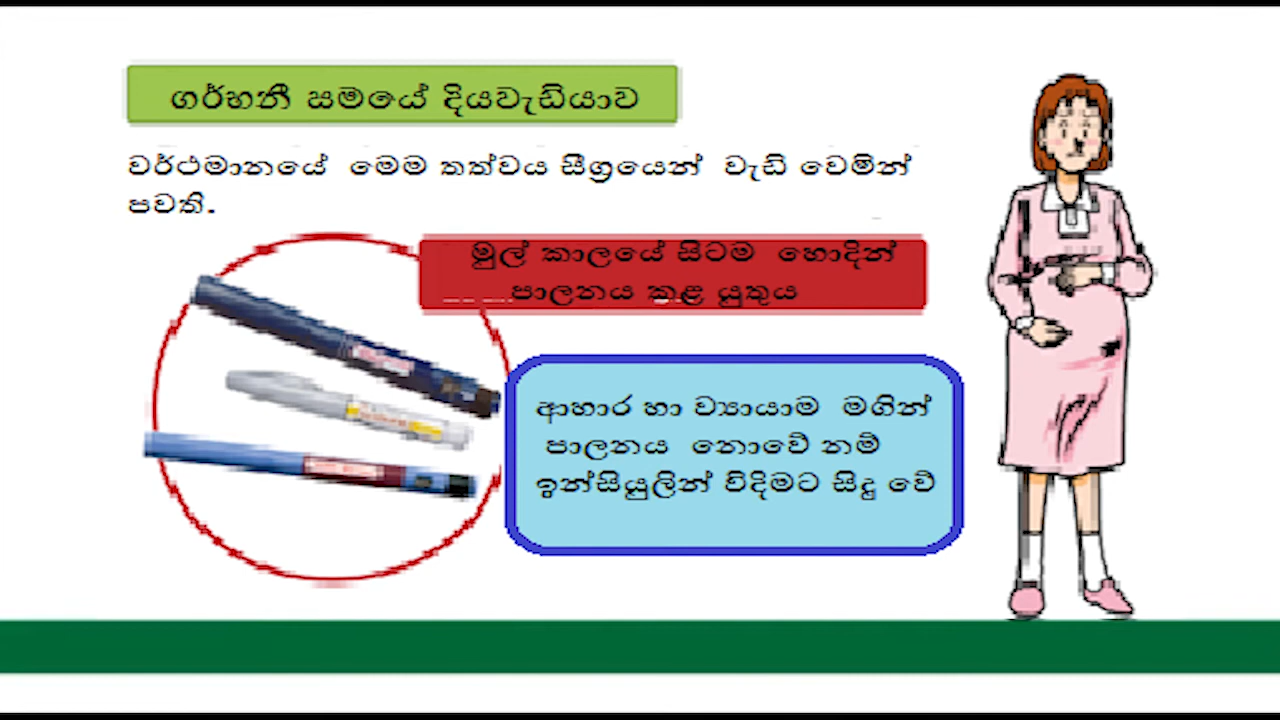 ගර්භනී සමයේ දියවැඩියාව
වර්ථමානයේ මෙම තත්වය සීග්‍රයෙන් වැඩි වෙමින්
පවතී.
මුල් කාලයේ සිටම හොදින්
පාලනය කළ යුතුය
ආහාර හා ව්‍යායාම මගින්
පාලනය නොවේ නම්
ඉන්සියුලින් විදිමට සිදු වේ